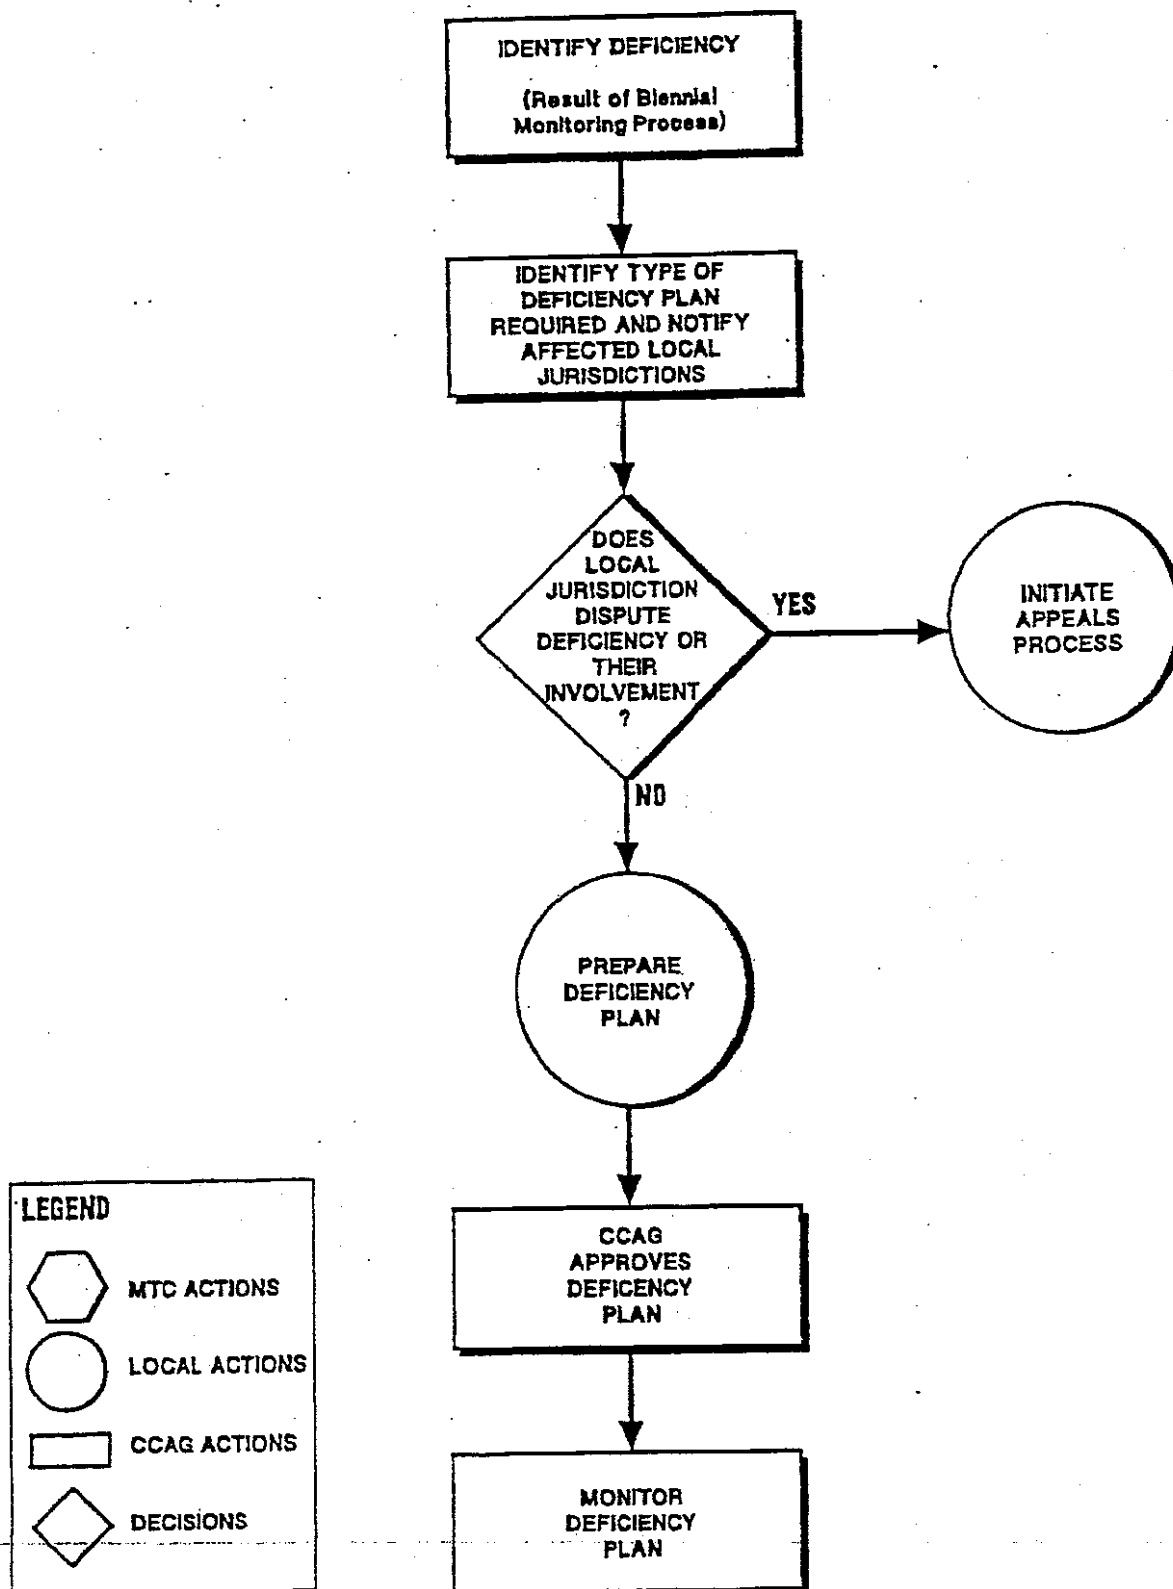 IDENTIFY DEFICIENCY
(Result of Biennial
Monitoring Process)
IDENTIFY TYPE OF
DEFICIENCY PLAN
REQUIRED AND NOTIFY
AFFECTED LOCAL
JURISDICTIONS
DOES
LOCAL
JURISDICTION
DISPUTE
DEFICIENCY OR
THEIR
INVOLVEMENT
?
YES
INITIATE
APPEALS
PROCESS
NO
PREPARE
DEFICIENCY
PLAN
CCAG
APPROVES
DEFICENCY
PLAN
MONITOR
DEFICIENCY
PLAN
LEGEND
MTC ACTIONS
LOCAL ACTIONS
CCAG ACTIONS
DECISIONS